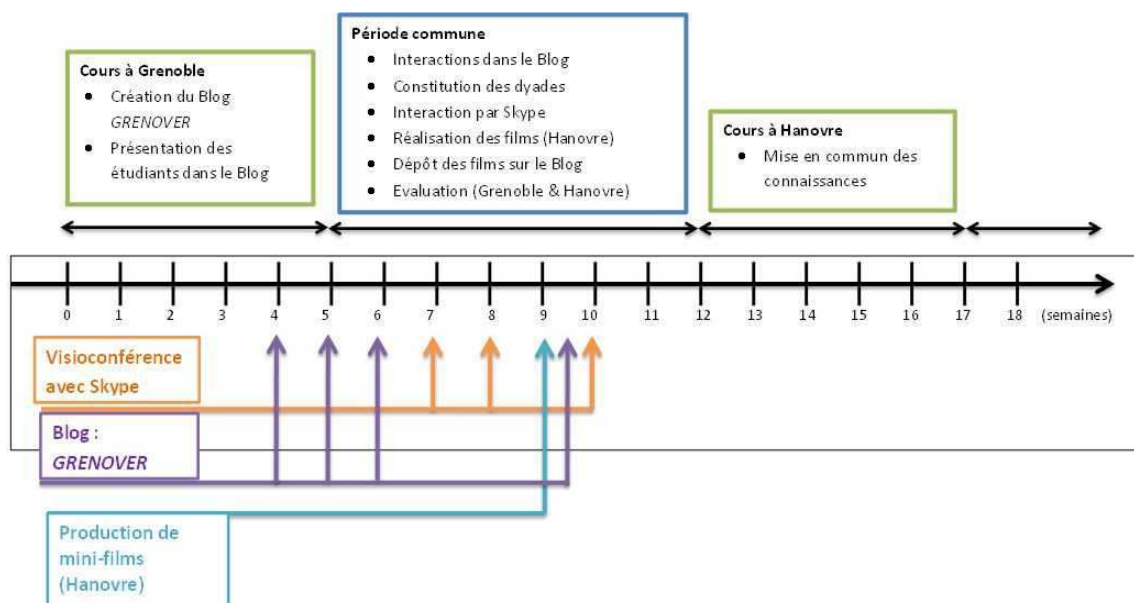 Cours à Grenoble
• Création du Blog
GRENOVER
• Présentation des
étudiants dans le Blog
Période commune
• Interactions dans le Blog
• Constitution des dyades
• Interaction par Skype
• Réalisation des films (Hanovre)
• Dépôt des films sur le Blog
• Evaluation (Grenoble & Hanovre)
Cours à Hanovre
• Mise en commun des
connaissances
0 1 2 3 4 5 6 7 8 9 10 11 12 13 14 15 16 17 18 (semaines)
Visioconférence
avec Skype
Blog :
GRENOVER
Production de
mini-films
(Hanovre)